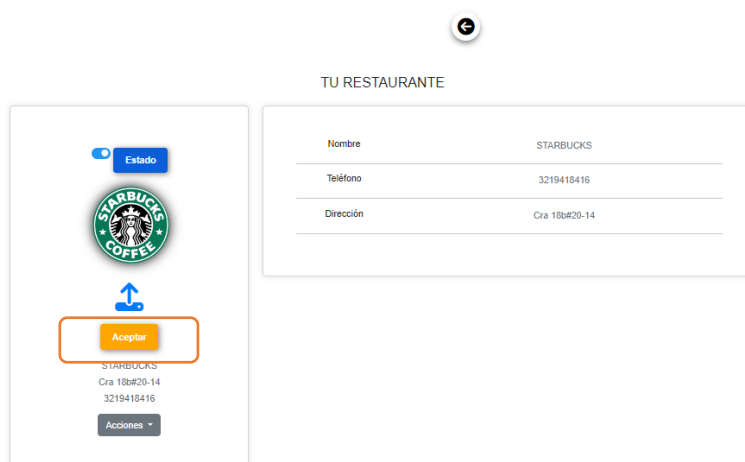 TU RESTAURANTE
Estado
STARBUCKS
COFFEE
Aceptar
STARBUCKS
Cra 18b#20-14
3219418416
Acciones
Nombre STARBUCKS
Teléfono 3219418416
Dirección Cra 18b#20-14